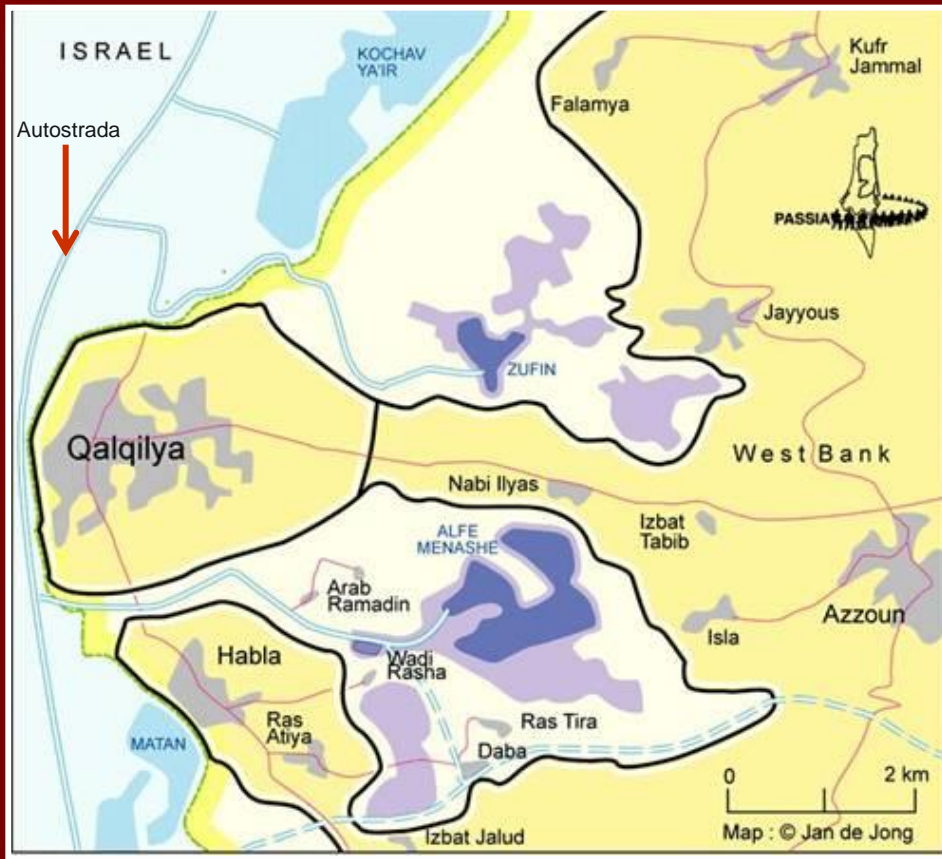 ISRAEL
KOCHAV
YA'IR
Kufr
Jammal
Falamya
Autostrada
PASSIA
Jayyous
ZUFIN
Qalqilya
West Bank
Nabi Ilyas
Izbat
Tabib
ALFE
MENASHE
Arab
Ramadin
Azzoun
Isla
Habla
Wadi
Rasha
Ras
Atiya
Ras Tira
MATAN
Daba
0 2 km
Izbat Jalud
Map : © Jan de Jong